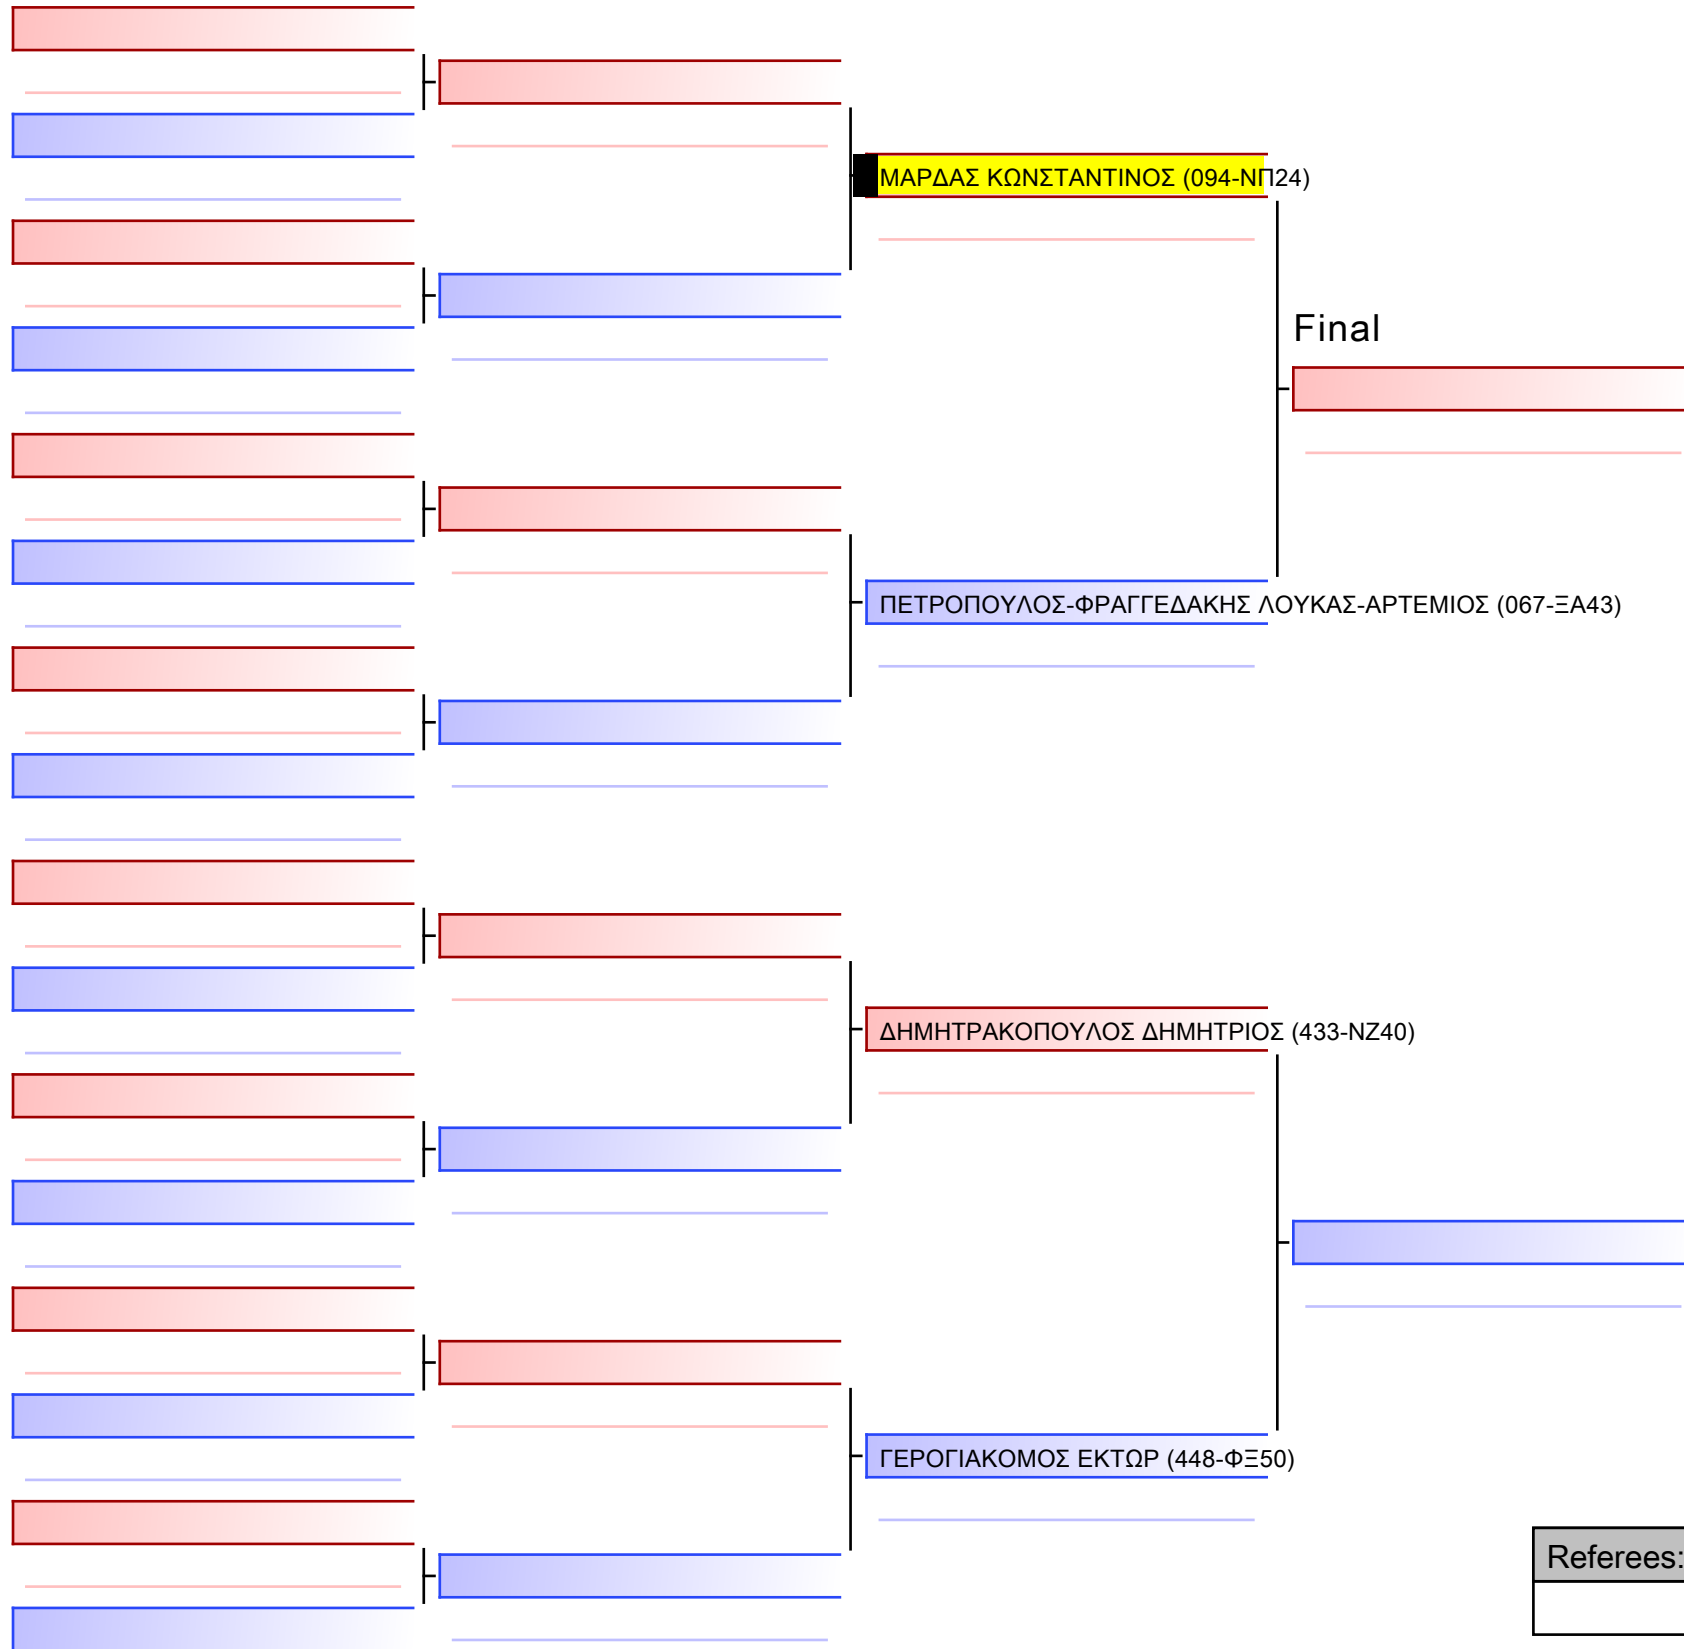 ΜΑΡΔΑΣ ΚΩΝΣΤΑΝΤΙΝΟΣ (094-ΝΠ24)
Final
ΠΕΤΡΟΠΟΥΛΟΣ-ΦΡΑΓΓΕΔΑΚΗΣ ΛΟΥΚΑΣ-ΑΡΤΕΜΙΟΣ (067-ΞΑ43)
ΔΗΜΗΤΡΑΚΟΠΟΥΛΟΣ ΔΗΜΗΤΡΙΟΣ (433-ΝΖ40)
ΓΕΡΟΓΙΑΚΟΜΟΣ ΕΚΤΩΡ (448-ΦΞ50)
Referees: